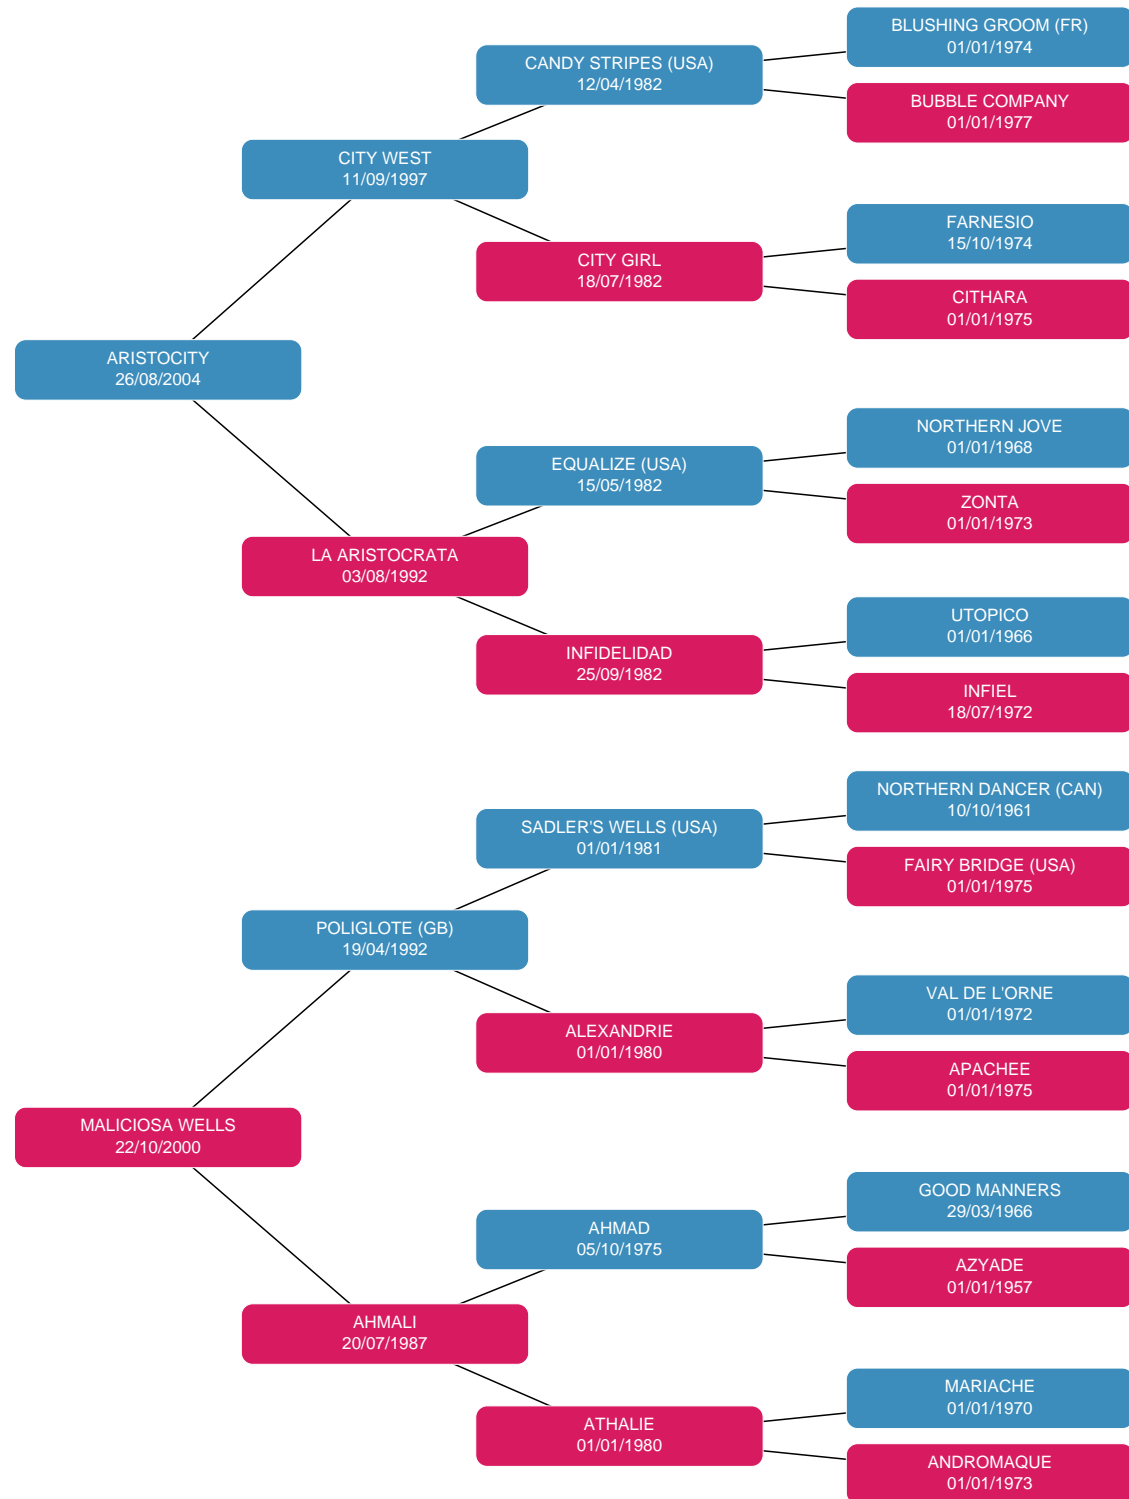 BLUSHING GROOM (FR)
01/01/1974
CANDY STRIPES (USA)
12/04/1982
BUBBLE COMPANY
01/01/1977
CITY WEST
11/09/1997
FARNESIO
15/10/1974
CITY GIRL
18/07/1982
CITHARA
01/01/1975
ARISTOCITY
26/08/2004
NORTHERN JOVE
01/01/1968
EQUALIZE (USA)
15/05/1982
ZONTA
01/01/1973
LA ARISTOCRATA
03/08/1992
UTOPICO
01/01/1966
INFIDELIDAD
25/09/1982
INFIEL
18/07/1972
NORTHERN DANCER (CAN)
10/10/1961
SADLER'S WELLS (USA)
01/01/1981
FAIRY BRIDGE (USA)
01/01/1975
POLIGLOTE (GB)
19/04/1992
VAL DE L'ORNE
01/01/1972
ALEXANDRIE
01/01/1980
APACHEE
01/01/1975
MALICIOSA WELLS
22/10/2000
GOOD MANNERS
29/03/1966
AHMAD
05/10/1975
AZYADE
01/01/1957
AHMALI
20/07/1987
MARIACHE
01/01/1970
ATHALIE
01/01/1980
ANDROMAQUE
01/01/1973